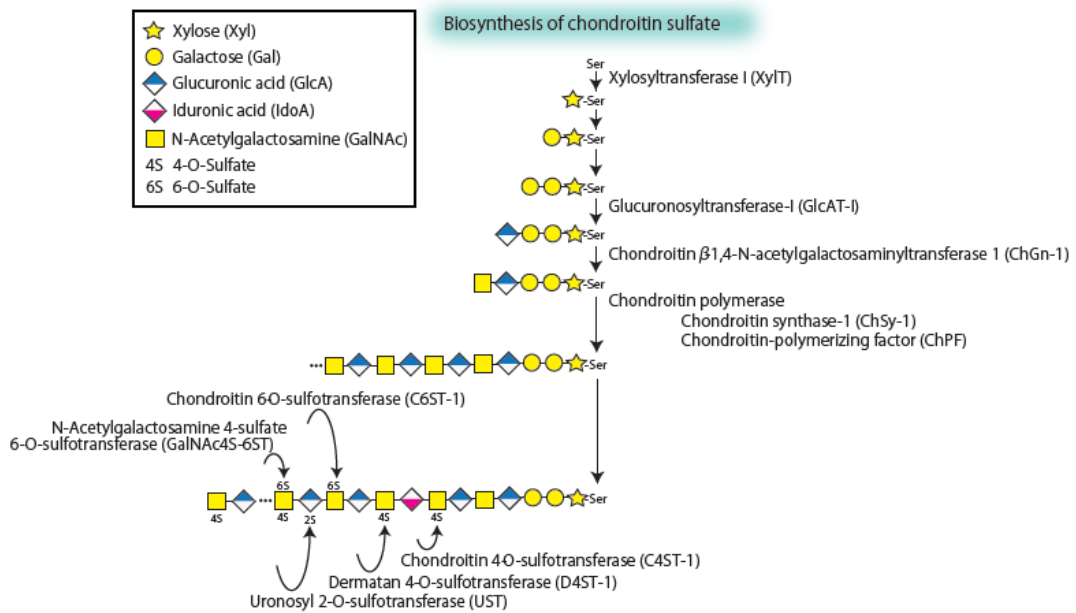 Biosynthesis of chondroitin sulfate
Xylose (Xyl)
Galactose (Gal)
Glucuronic acid (GlcA)
Iduronic acid (IdoA)
N-Acetylgalactosamine (GalNAc)
4S 4-O-Sulfate
6S 6-O-Sulfate
Ser
Xylosyltransferase I (XylT)
-Ser
-Ser
-Ser
Glucuronosyltransferase-I (GlcAT-I)
-Ser
Chondroitin β-1,4-N-acetylgalactosaminyltransferase 1 (ChGn-1)
-Ser
Chondroitin polymerase
Chondroitin synthase-1 (ChSy-1)
Chondroitin-polymerizing factor (ChPF)
... -Ser
Chondroitin 6-O-sulfotransferase (C6ST-1)
N-Acetylgalactosamine 4-sulfate
6-O-sulfotransferase (GalNAc4S-6ST)
6S 6S
... -Ser
4S 4S 2S 4S 4S
Chondroitin 4-O-sulfotransferase (C4ST-1)
Dermatan 4-O-sulfotransferase (D4ST-1)
Uronosyl 2-O-sulfotransferase (UST)